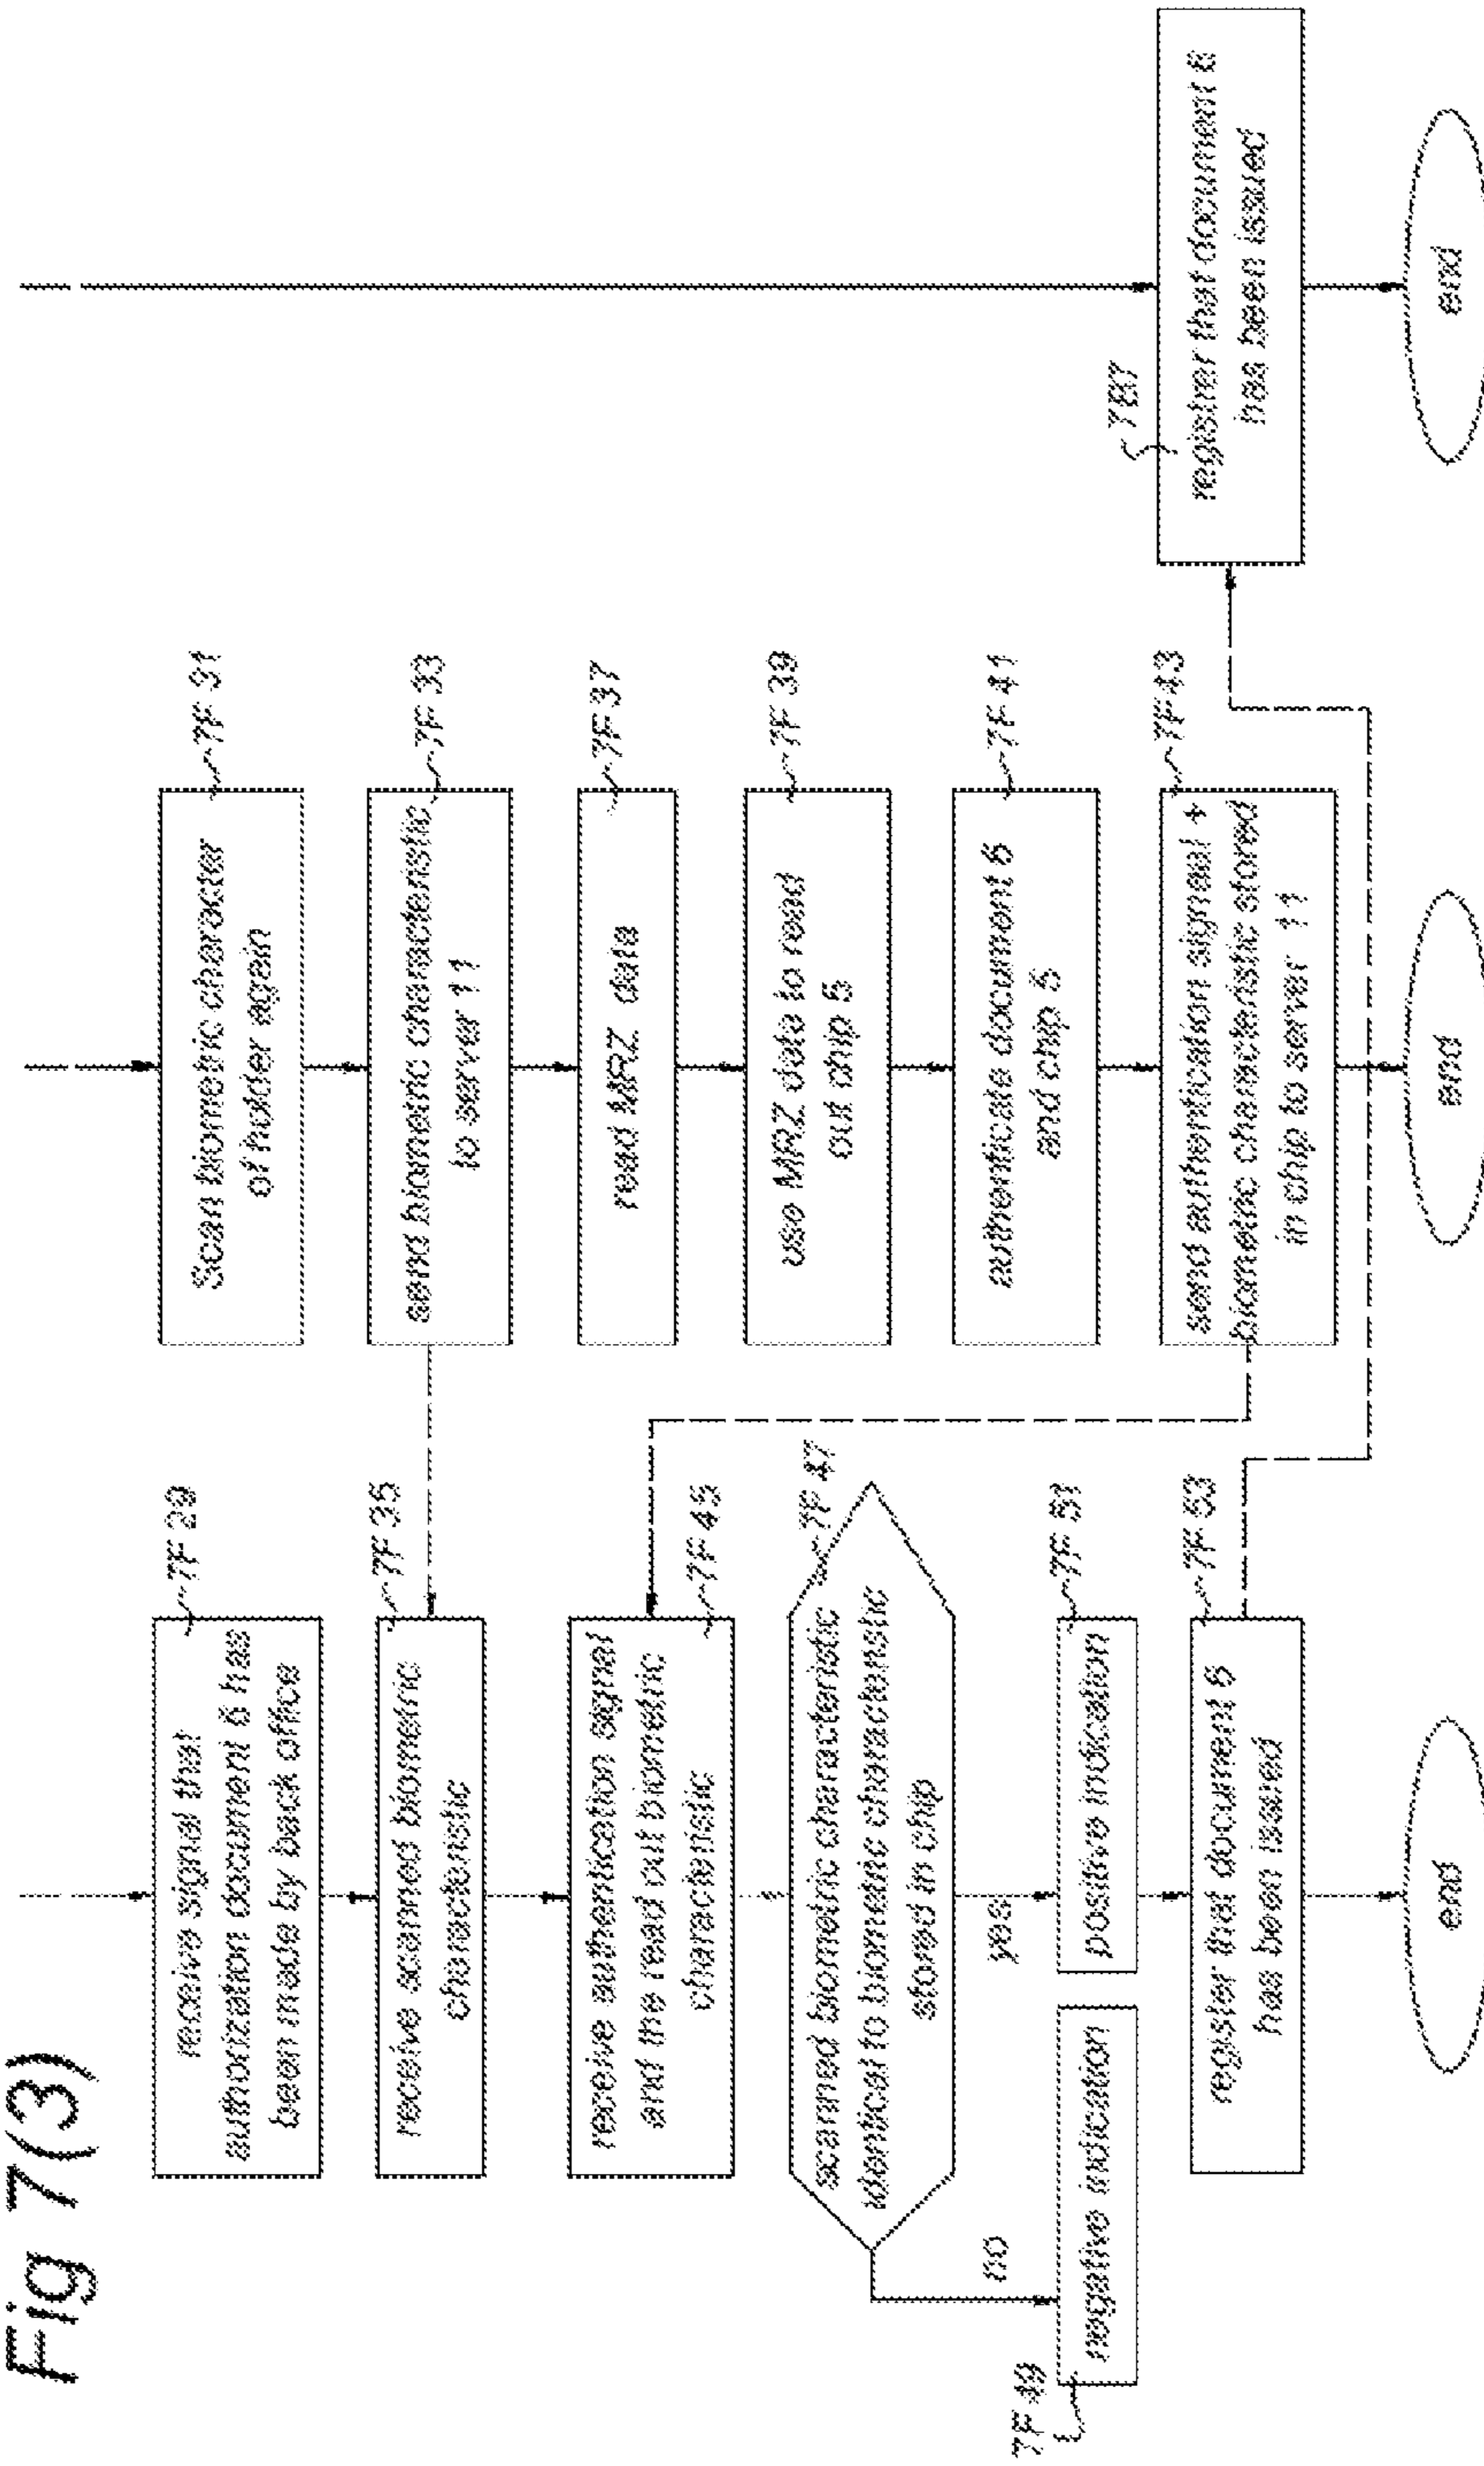 Fig 7(3)
receive signal that
authorization document 6 has
been made by back office
7F 29
receive scanned biometric
characteristic
7F 35
receive authentication signal
and the read out biometric
characteristic
7F 45
scanned biometric characteristic
identical to biometric characteristic
stored in chip
7F 47
no
yes
7F 49
negative indication
positive indication
7F 51
register that document 6
has been issued
7F 53
end
Scan biometric character
of holder again
7F 31
send biometric characteristic
to server 11
7F 33
read MRZ data
7F 37
use MRZ data to read
out chip 5
7F 39
authenticate document 6
and chip 5
7F 41
send authentication signaal +
biometric characteristic stored
in chip to server 11
7F 43
end
7B7
register that document 6
has been issued
end